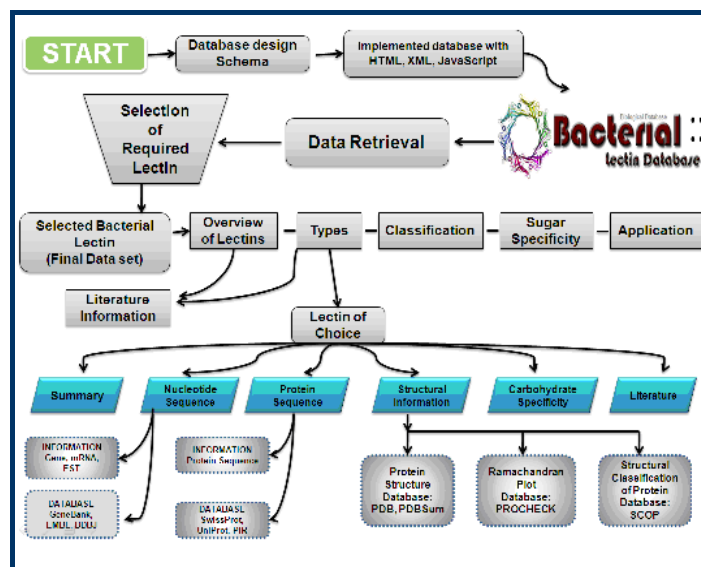 START
Database design
Schema
Implemented database with
HTML, XML, JavaScript
Selection
of
Required
Lectin
Data Retrieval
Biological Database
Bacterial ::
Lectin Database
Selected Bacterial
Lectin
(Final Data set)
Overview
of Lectins
Types
Classification
Sugar
Specificity
Application
Literature
Information
Lectin of
Choice
Summary
Nucleotide
Sequence
Protein
Sequence
Structural
Information
Carbohydrate
Specificity
Literature
INFORMATION
Gene, mRNA,
EST
INFORMATION
Protein Sequence
Protein
Structure
Database:
PDB, PDBSum
Ramachandran
Plot
Database:
PROCHECK
Structural
Classification
of Protein
Database:
SCOP
DATABASE
GeneBank,
EMBL, DDBJ
DATABASE
SwissProt,
UniProt, PIR